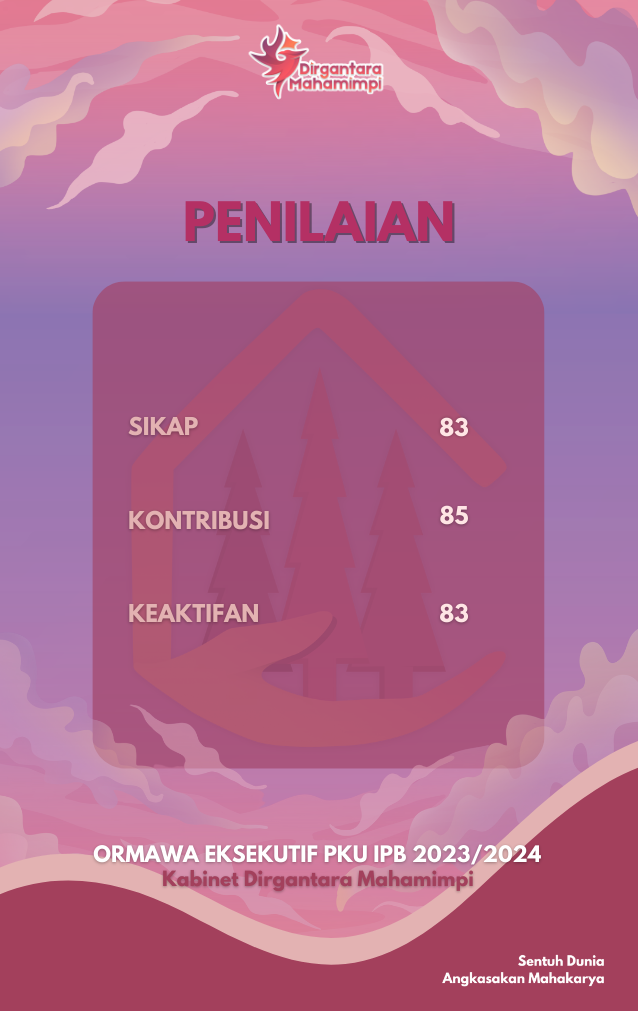 Dirgantara
Mahamimpi
PENILAIAN
SIKAP 83
KONTRIBUSI 85
KEAKTIFAN 83
ORMAWA EKSEKUTIF PKU IPB 2023/2024
Kabinet Dirgantara Mahamimpi
Sentuh Dunia
Angkasakan Mahakarya